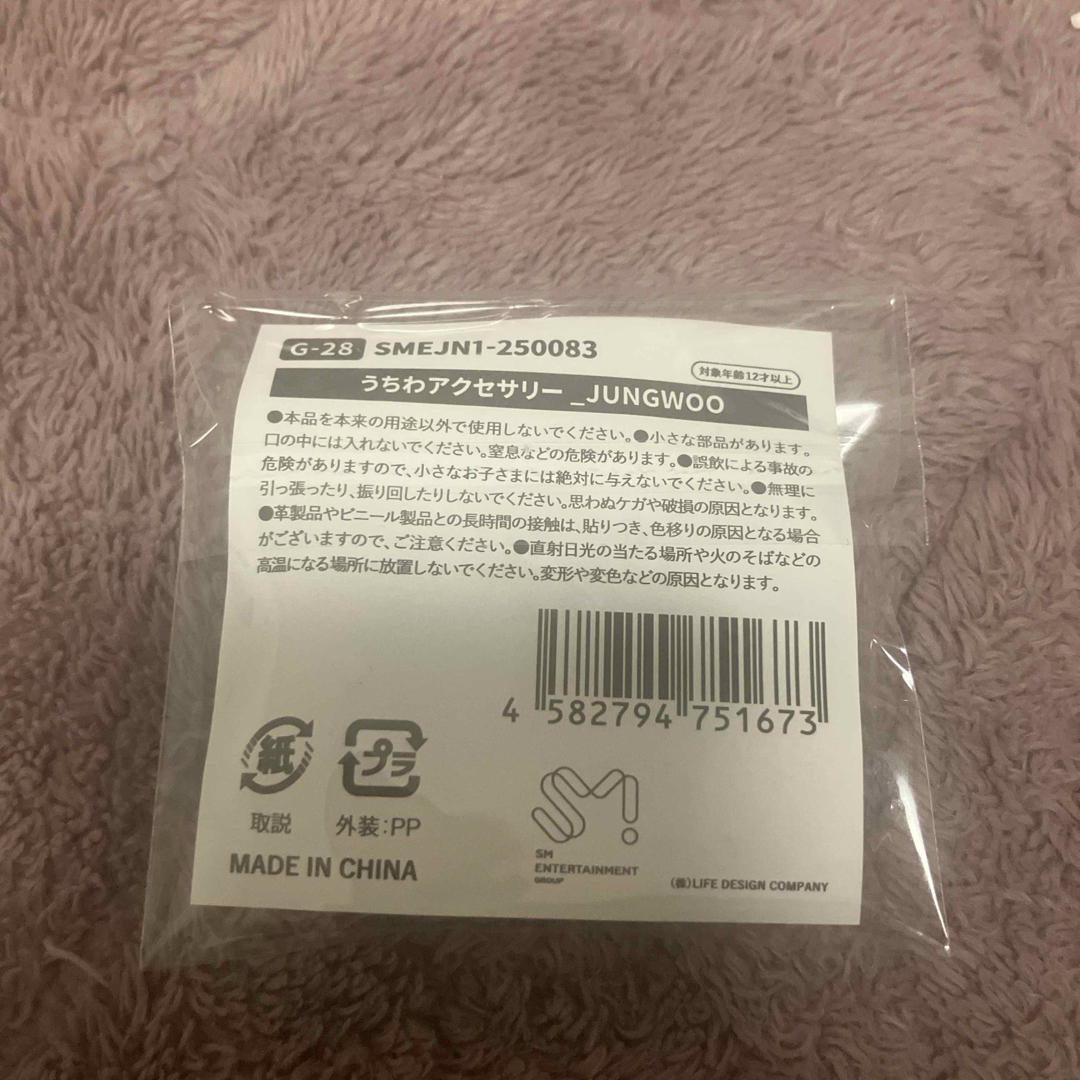 G-28 SMEJN1-250083
対象年齢12才以上
うちわアクセサリー _JUNGWOO
●本品を本来の用途以外で使用しないでください。●小さな部品があります。
口の中には入れないでください。窒息などの危険があります。●誤飲による事故の
危険がありますので、小さなお子さまには絶対に与えないでください。●無理に
引っ張ったり、振り回したりしないでください。思わぬケガや破損の原因となります。
●革製品やビニール製品との長時間の接触は、貼りつき、色移りの原因となる場合
がございますので、ご注意ください。●直射日光の当たる場所や火のそばなどの
高温になる場所に放置しないでください。変形や変色などの原因となります。
4 582794 751673
紙
プラ
取説
外装:PP
MADE IN CHINA
SM
SM
ENTERTAINMENT
GROUP
(株)LIFE DESIGN COMPANY